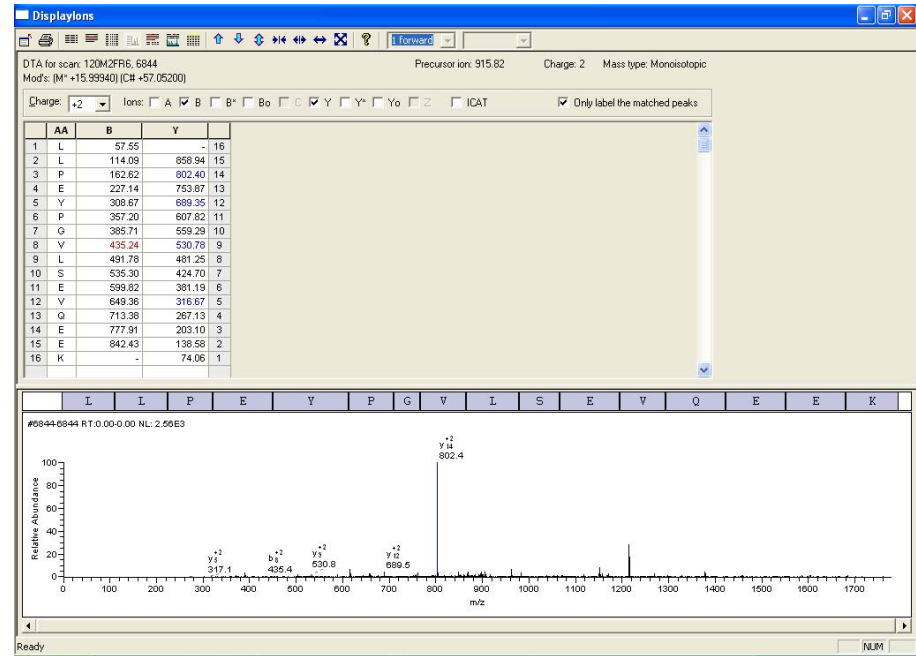 DisplayIons
1 forward
DTA for scan: 120M2FR6, 6844 Precursor ion: 915.82 Charge: 2 Mass type: Monoisotopic
Mod's: (M* +15.99940) (C# +57.05200)
Charge: +2 Ions: A B B* Bo C Y Y* Yo Z ICAT Only label the matched peaks
AA B Y
1 L 57.55 - 16
2 L 114.09 858.94 15
3 P 162.62 802.40 14
4 E 227.14 753.87 13
5 Y 308.67 689.35 12
6 P 357.20 607.82 11
7 G 385.71 559.29 10
8 V 435.24 530.78 9
9 L 491.78 481.25 8
10 S 535.30 424.70 7
11 E 599.82 381.19 6
12 V 649.36 316.67 5
13 Q 713.38 267.13 4
14 E 777.91 203.10 3
15 E 842.43 138.58 2
16 K - 74.06 1
L L P E Y P G V L S E V Q E E K
#6844-6844 RT:0.00-0.00 NL: 2.56E3
y 14 +2
802.4
100
80
60
40
20
0
Relative Abundance
y 5 +2
317.1
b 8 +2
435.4
y 9 +2
530.8
y 12 +2
689.5
0 100 200 300 400 500 600 700 800 900 1000 1100 1200 1300 1400 1500 1600 1700
m/z
Ready NUM